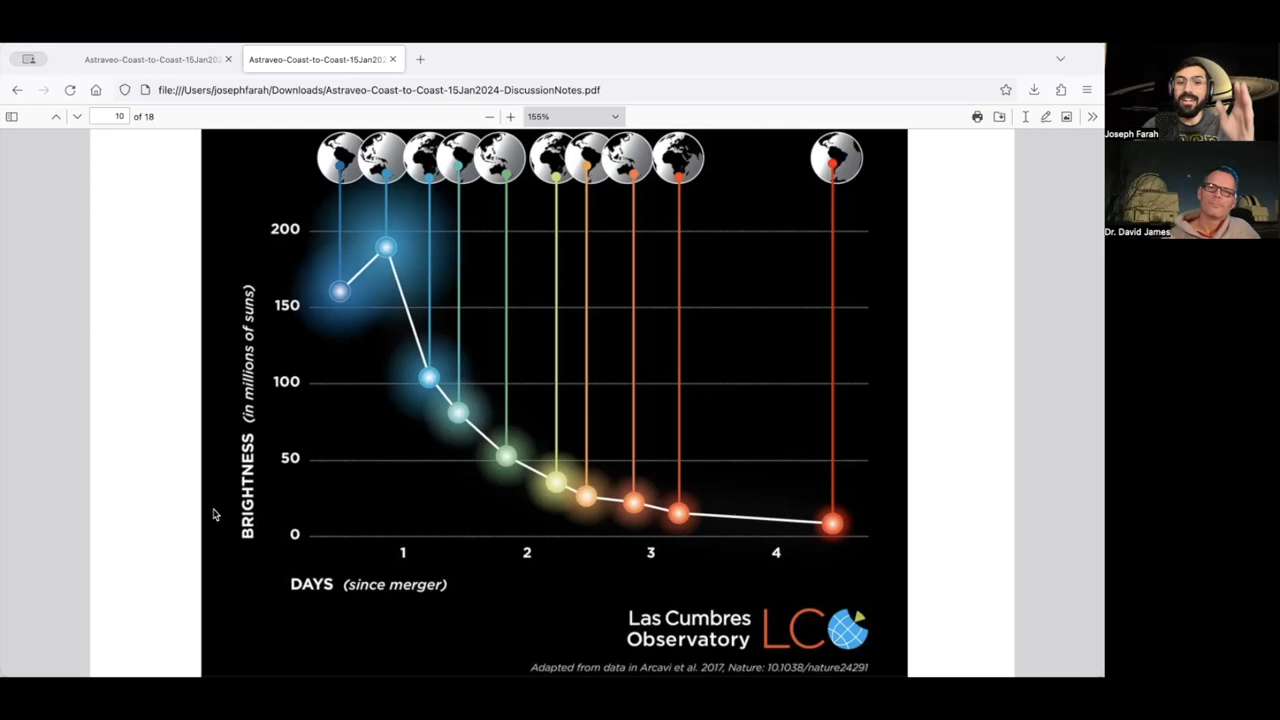 Astraveo-Coast-to-Coast-15Jan202
Astraveo-Coast-to-Coast-15Jan202
file:///Users/josephfarah/Downloads/Astraveo-Coast-to-Coast-15Jan2024-DiscussionNotes.pdf
10 of 18
155%
Joseph Farah
Dr. David James
200
150
100
50
0
BRIGHTNESS (in millions of suns)
1 2 3 4
DAYS (since merger)
Las Cumbres
Observatory
LCO
Adapted from data in Arcavi et al. 2017, Nature: 10.1038/nature24291